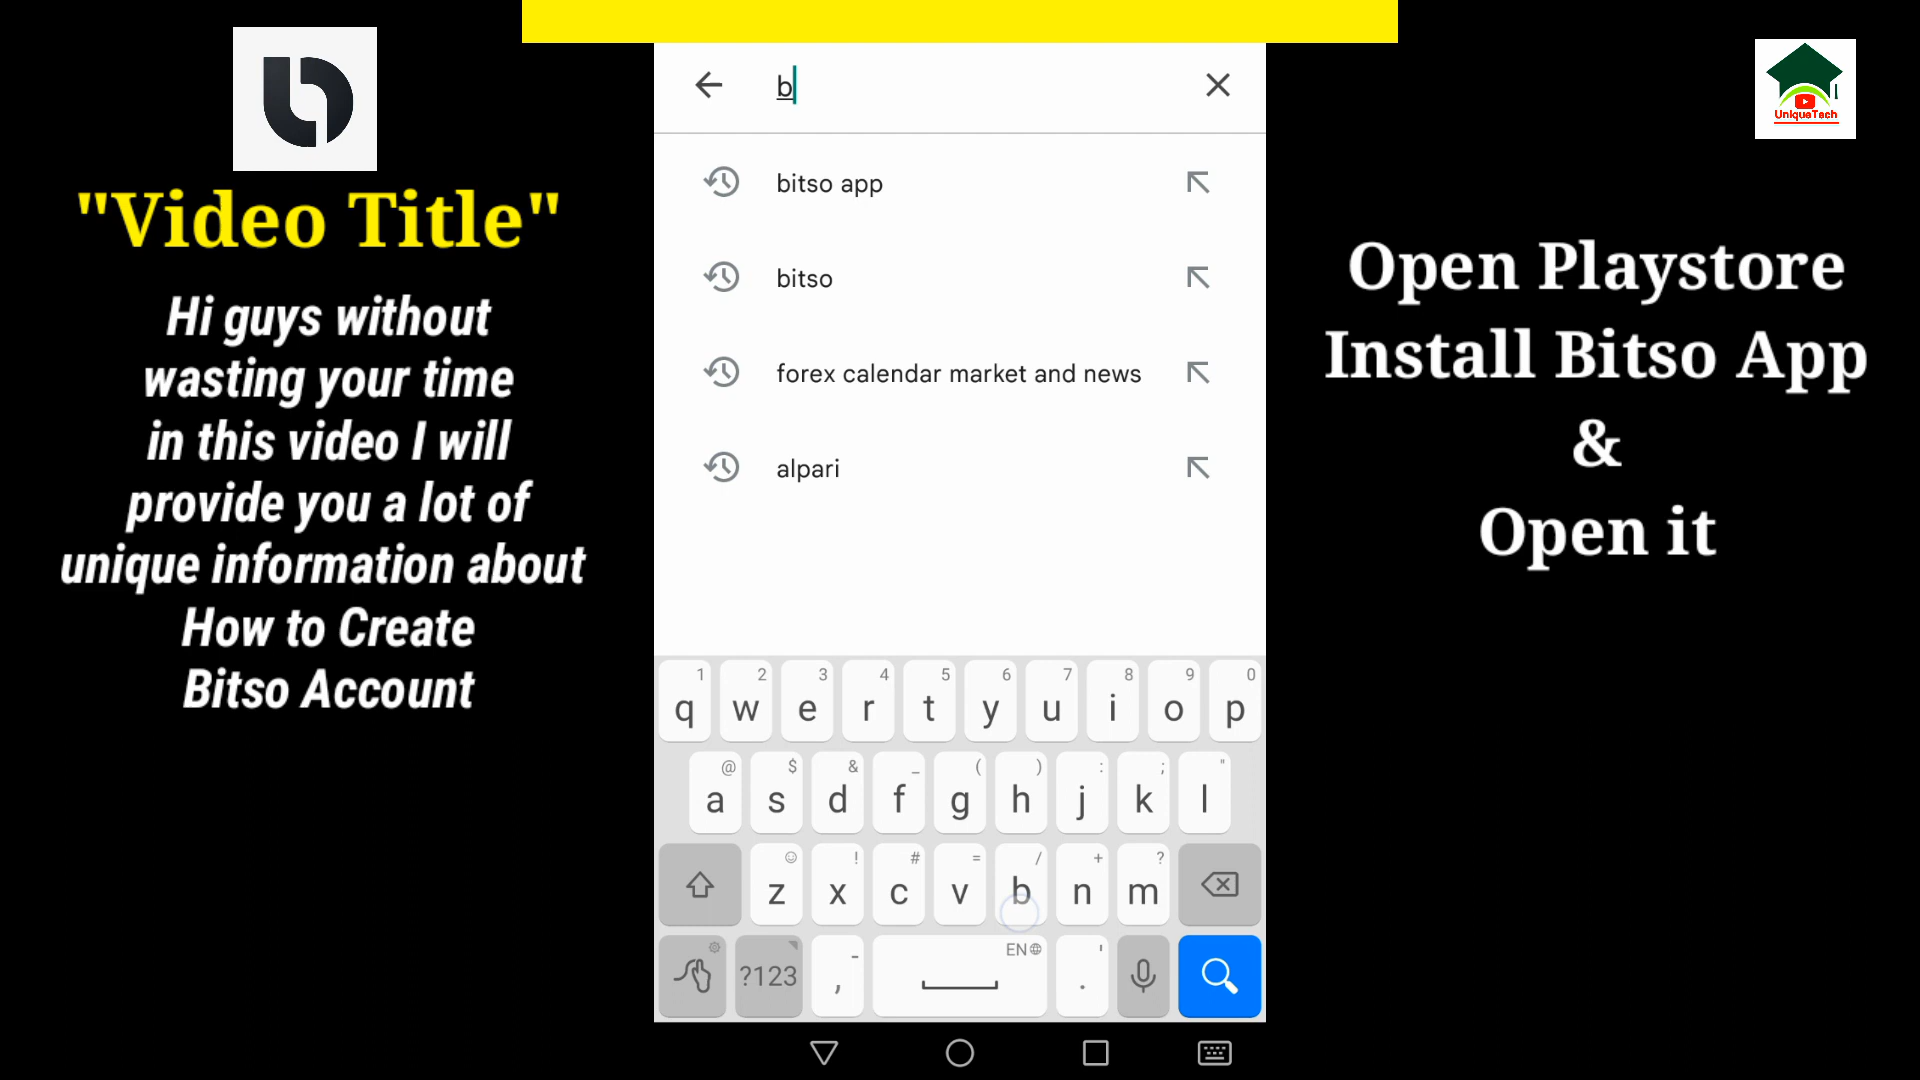 "Video Title"
Hi guys without
wasting your time
in this video I will
provide you a lot of
unique information about
How to Create
Bitso Account
b
bitso app
bitso
forex calendar market and news
alpari
1 2 3 4 5 6 7 8 9 0
q w e r t y u i o p
@ $ & _ ( ) : ; "
a s d f g h j k l
! # = / + ?
z x c v b n m
- EN '
?123 , .
UniqueTech
Open Playstore
Install Bitso App
&
Open it